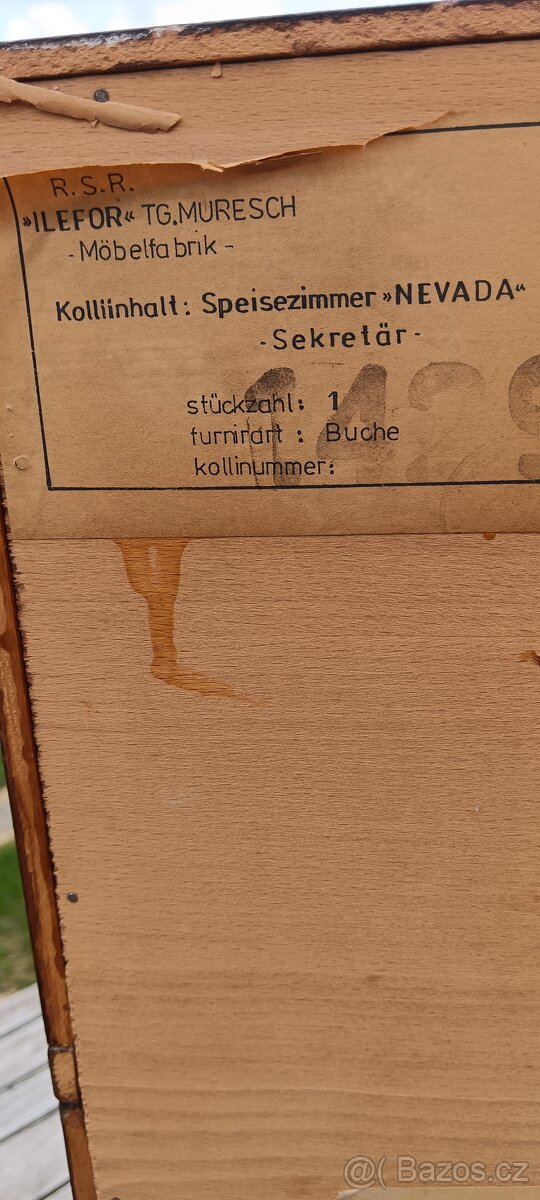 R.S.R.
»ILEFOR« TG.MURESCH
- Möbelfabrik -
Kolliinhalt: Speisezimmer »NEVADA«
- Sekretär -
stückzahl: 1
furnirart : Buche
kollinummer:
@ Bazos.cz